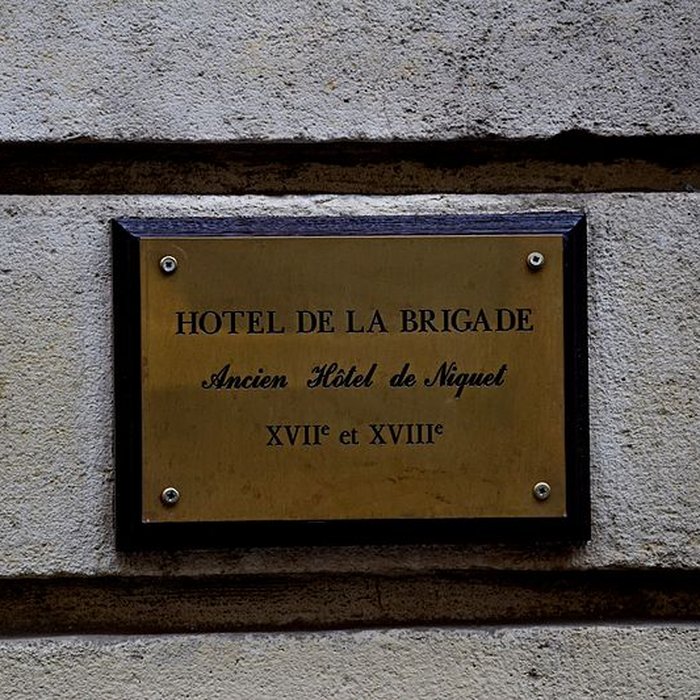 HOTEL DE LA BRIGADE
Ancien Hôtel de Niquet
XVIIe et XVIIIe